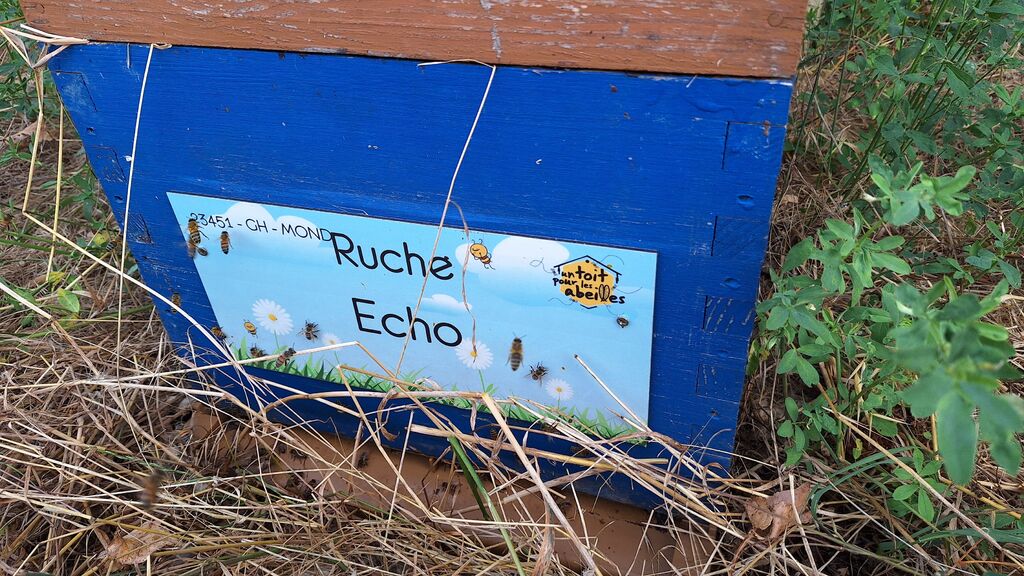 23451 - GH - MOND
Ruche
Echo
un toit
pour les
abeilles